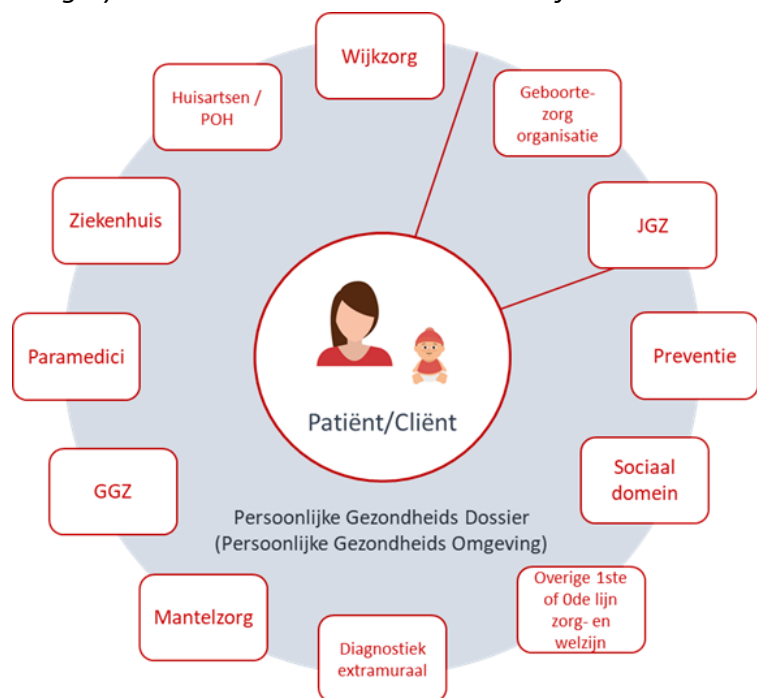 Wijkzorg
Huisartsen /
POH
Geboorte-
zorg
organisatie
Ziekenhuis
JGZ
Paramedici
Preventie
Patiënt/Cliënt
GGZ
Sociaal
domein
Persoonlijke Gezondheids Dossier
(Persoonlijke Gezondheids Omgeving)
Mantelzorg
Overige 1ste
of 0de lijn
zorg- en
welzijn
Diagnostiek
extramuraal